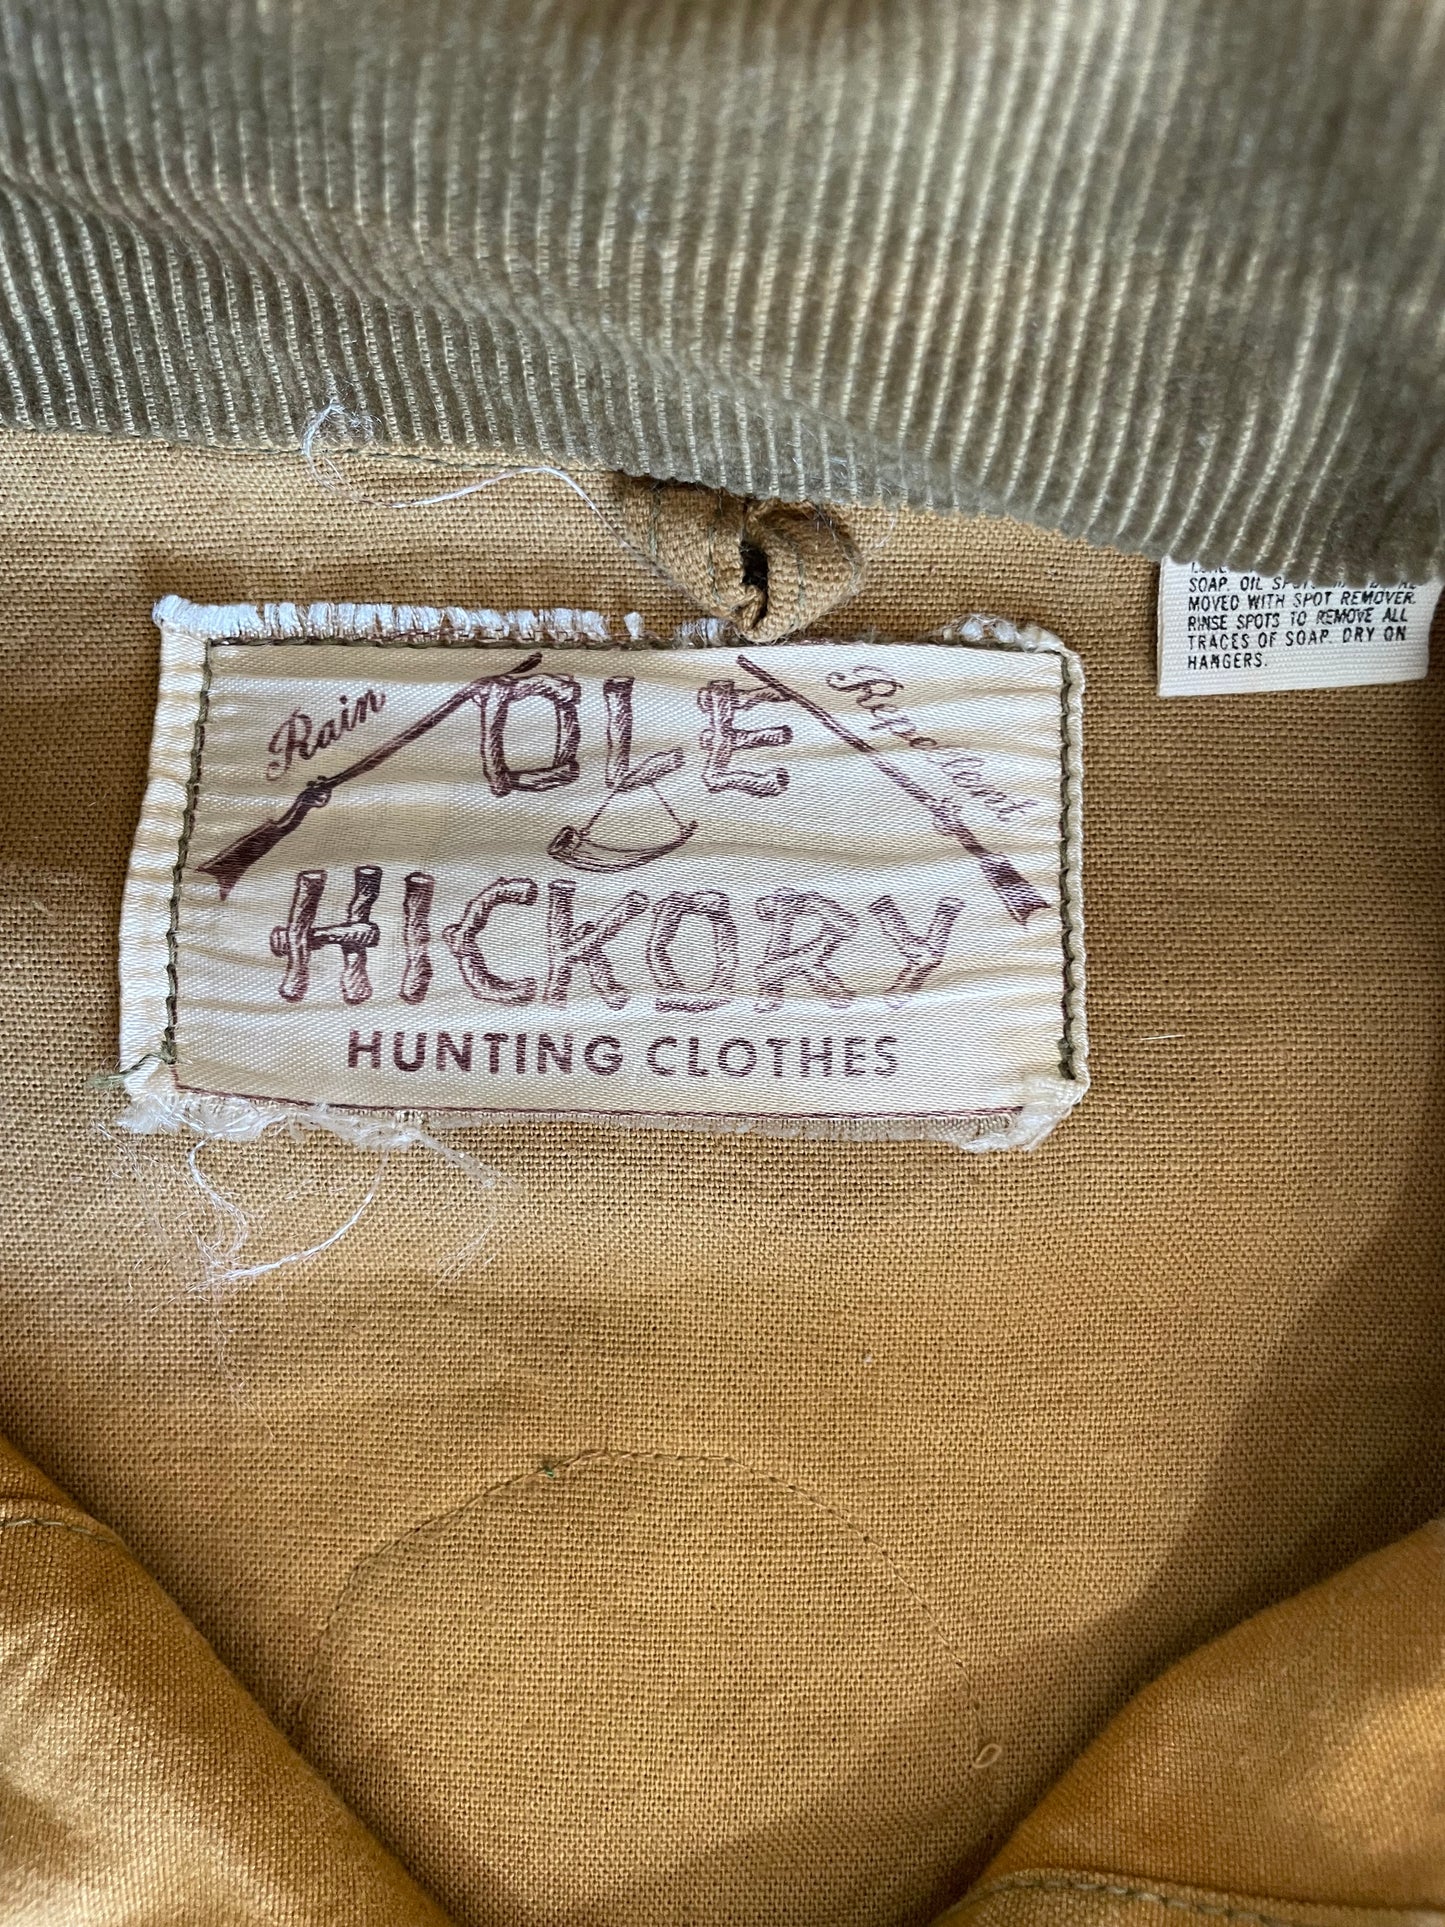 Rain OLE Repellent
HICKORY
HUNTING CLOTHES
SOAP. OIL
MOVED WITH SPOT REMOVER.
RINSE SPOTS TO REMOVE ALL
TRACES OF SOAP. DRY ON
HANGERS.